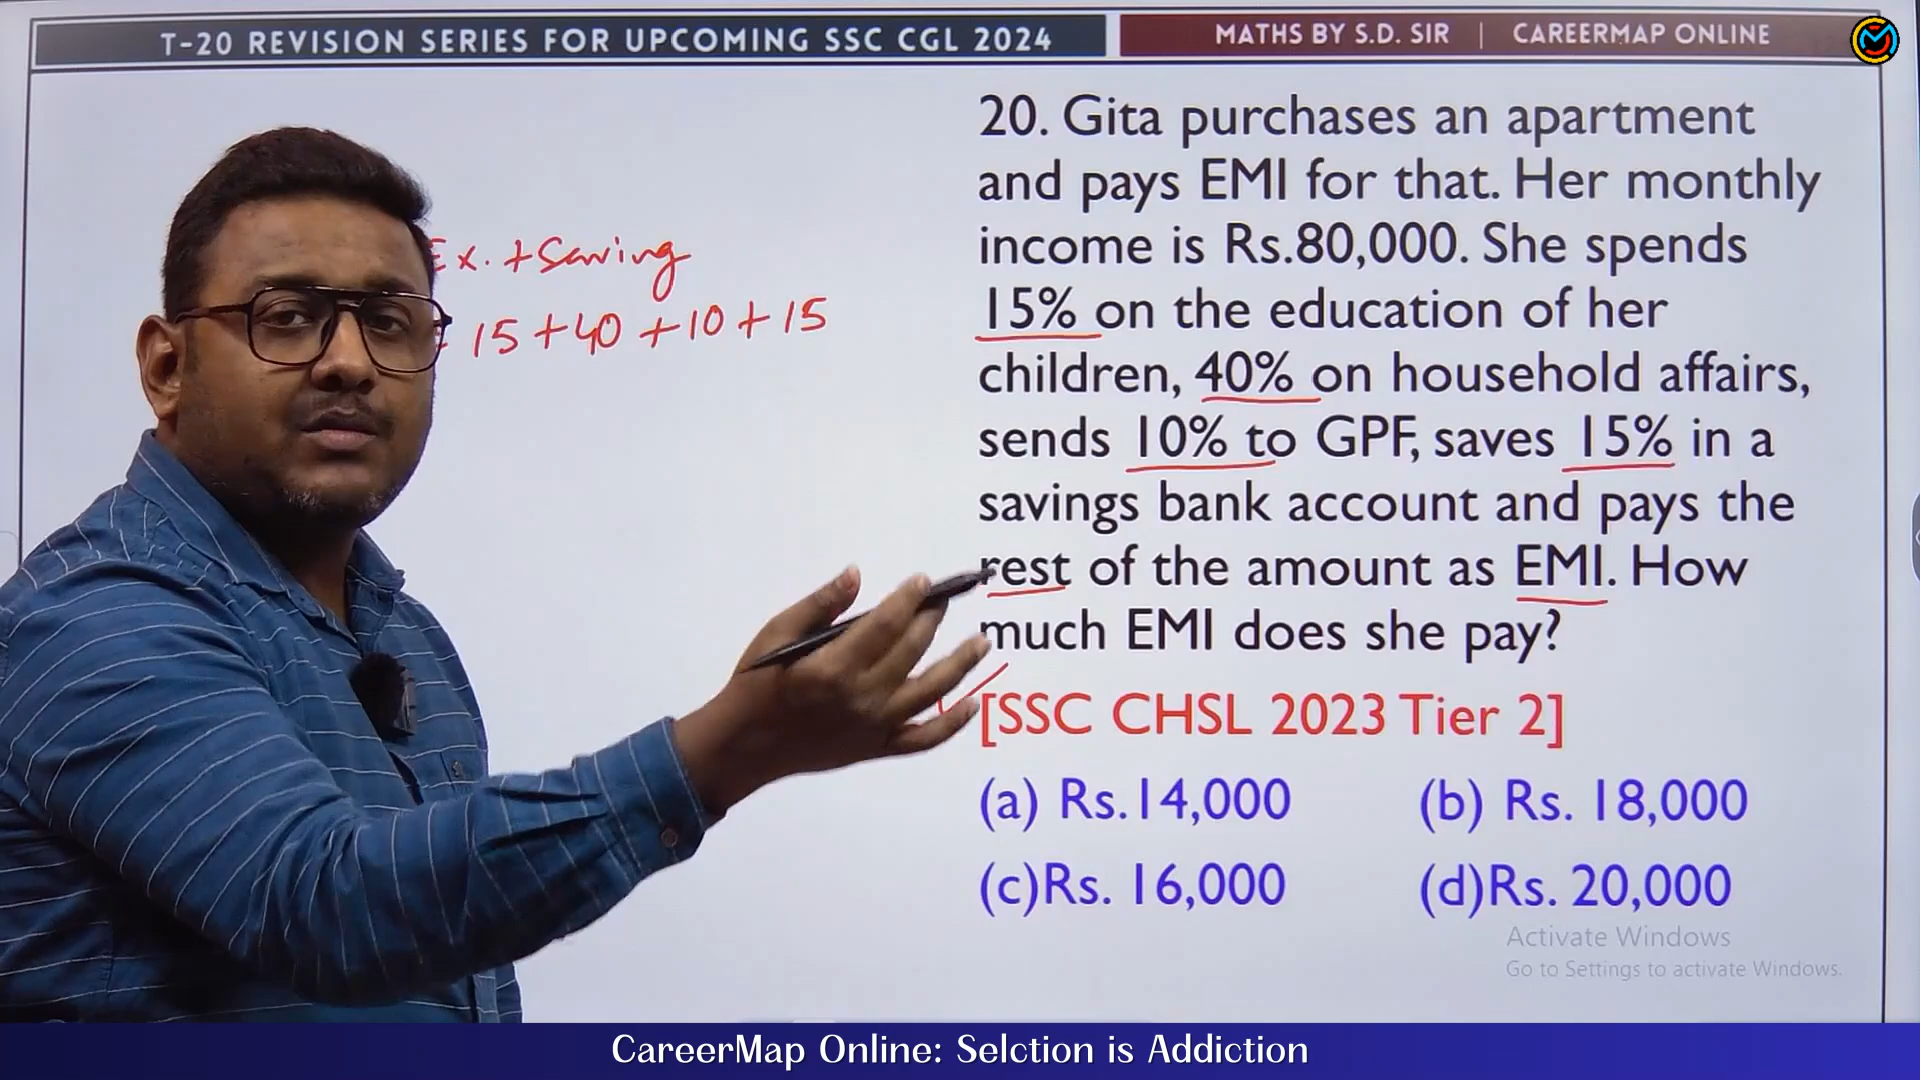 T-20 REVISION SERIES FOR UPCOMING SSC CGL 2024
MATHS BY S.D. SIR | CAREERMAP ONLINE
Ex. + Saving
15 + 40 + 10 + 15
20. Gita purchases an apartment
and pays EMI for that. Her monthly
income is Rs.80,000. She spends
15% on the education of her
children, 40% on household affairs,
sends 10% to GPF, saves 15% in a
savings bank account and pays the
rest of the amount as EMI. How
much EMI does she pay?
[SSC CHSL 2023 Tier 2]
(a) Rs.14,000 (b) Rs. 18,000
(c)Rs. 16,000 (d)Rs. 20,000
Activate Windows
Go to Settings to activate Windows.
CareerMap Online: Selction is Addiction